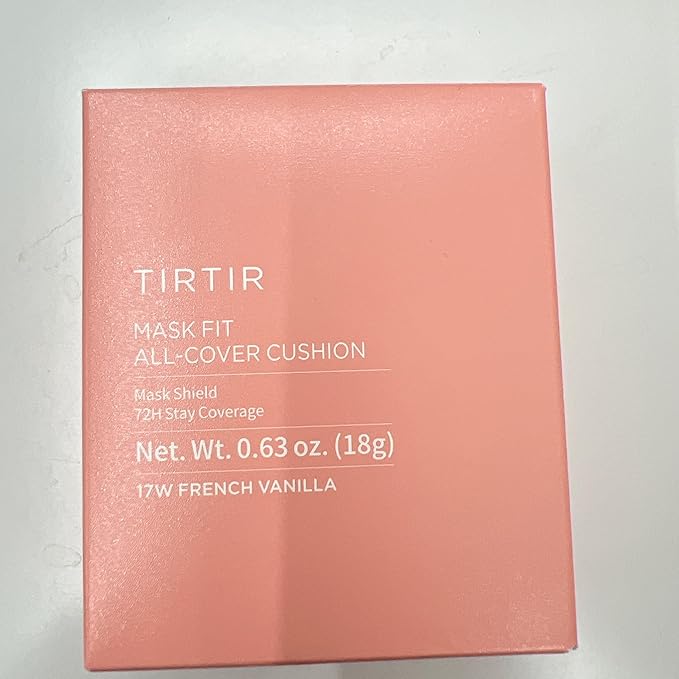 TIRTIR
MASK FIT
ALL-COVER CUSHION
Mask Shield
72H Stay Coverage
Net. Wt. 0.63 oz. (18g)
17W FRENCH VANILLA